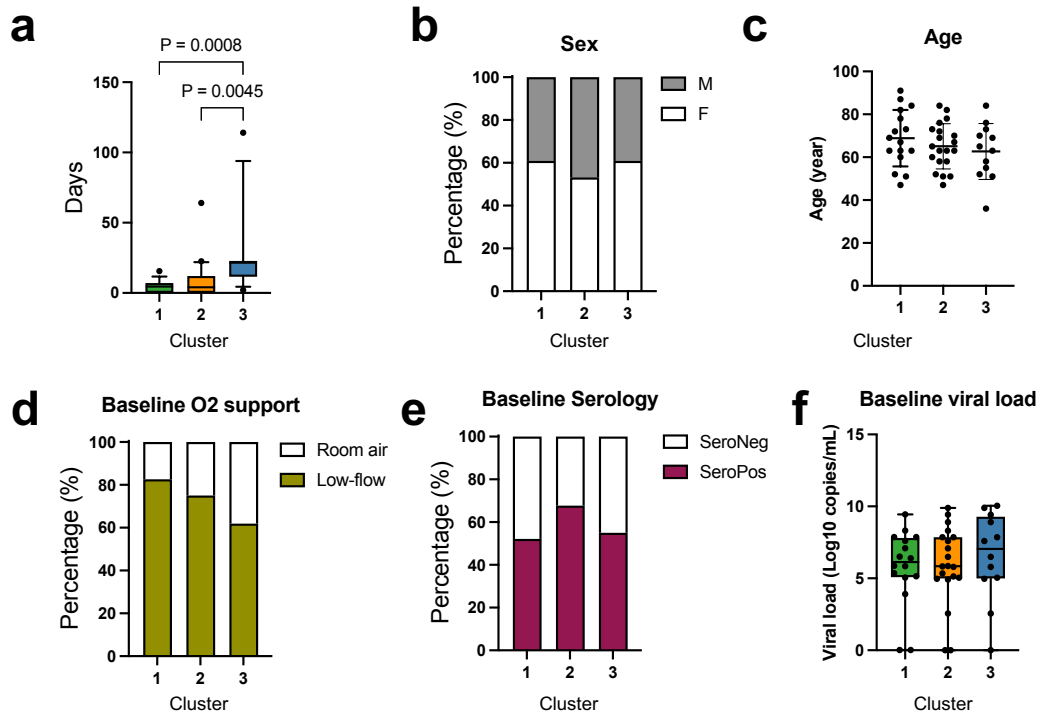 a
P = 0.0008
P = 0.0045
150
100
50
0
Days
1 2 3
Cluster
b
Sex
100
80
60
40
20
0
Percentage (%)
M
F
1 2 3
Cluster
c
Age
100
80
60
40
20
0
Age (year)
1 2 3
Cluster
d
Baseline O2 support
100
80
60
40
20
0
Percentage (%)
Room air
Low-flow
1 2 3
Cluster
e
Baseline Serology
100
80
60
40
20
0
Percentage (%)
SeroNeg
SeroPos
1 2 3
Cluster
f
Baseline viral load
15
10
5
0
Viral load (Log10 copies/mL)
1 2 3
Cluster